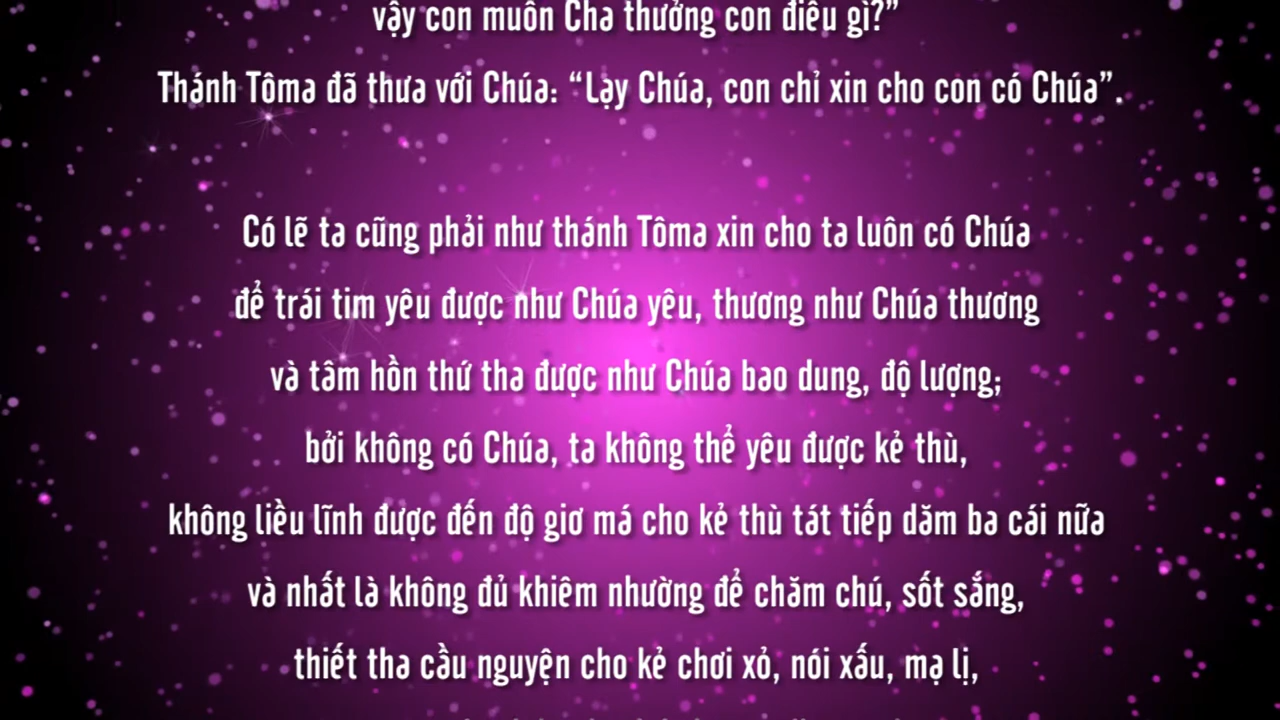 vậy con muốn Cha thưởng con điều gì?”
Thánh Tôma đã thưa với Chúa: “Lạy Chúa, con chỉ xin cho con có Chúa”.
Có lẽ ta cũng phải như thánh Tôma xin cho ta luôn có Chúa
để trái tim yêu được như Chúa yêu, thương như Chúa thương
và tâm hồn thứ tha được như Chúa bao dung, độ lượng;
bởi không có Chúa, ta không thể yêu được kẻ thù,
không liều lĩnh được đến độ giơ má cho kẻ thù tát tiếp dăm ba cái nữa
và nhất là không đủ khiêm nhường để chăm chú, sốt sắng,
thiết tha cầu nguyện cho kẻ chơi xỏ, nói xấu, mạ lị,